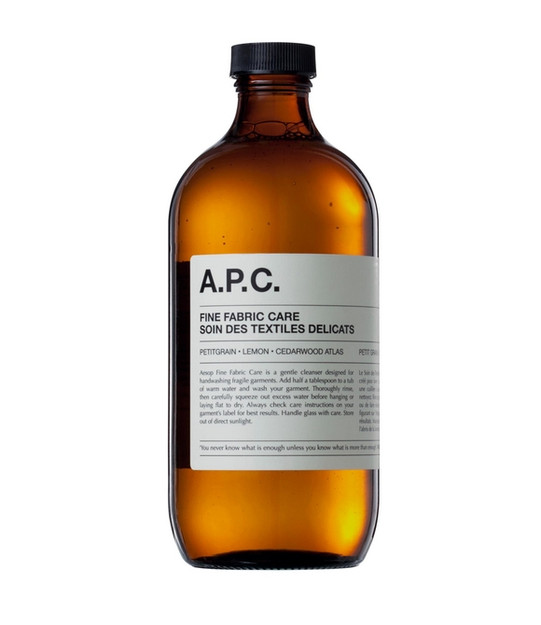 A.P.C.
FINE FABRIC CARE
SOIN DES TEXTILES DELICATS
PETITGRAIN • LEMON • CEDARWOOD ATLAS
PETIT GRAIN
Aesop Fine Fabric Care is a gentle cleanser designed for
handwashing fragile garments. Add half a tablespoon to a tub
of warm water and wash your garment. Thoroughly rinse,
then carefully squeeze out excess water before hanging or
laying flat to dry. Always check care instructions on your
garment's label for best results. Handle glass with care. Store
out of direct sunlight.
"You never know what is enough unless you know what is more than